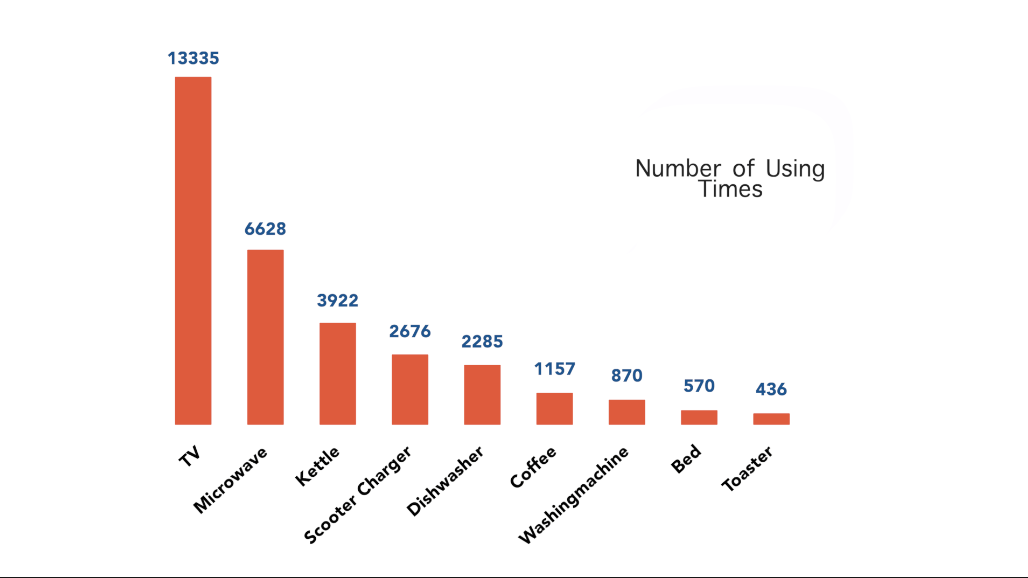 13335
6628
3922
2676
2285
1157
870
570
436
Number of Using
Times
TV
Microwave
Kettle
Scooter Charger
Dishwasher
Coffee
Washingmachine
Bed
Toaster